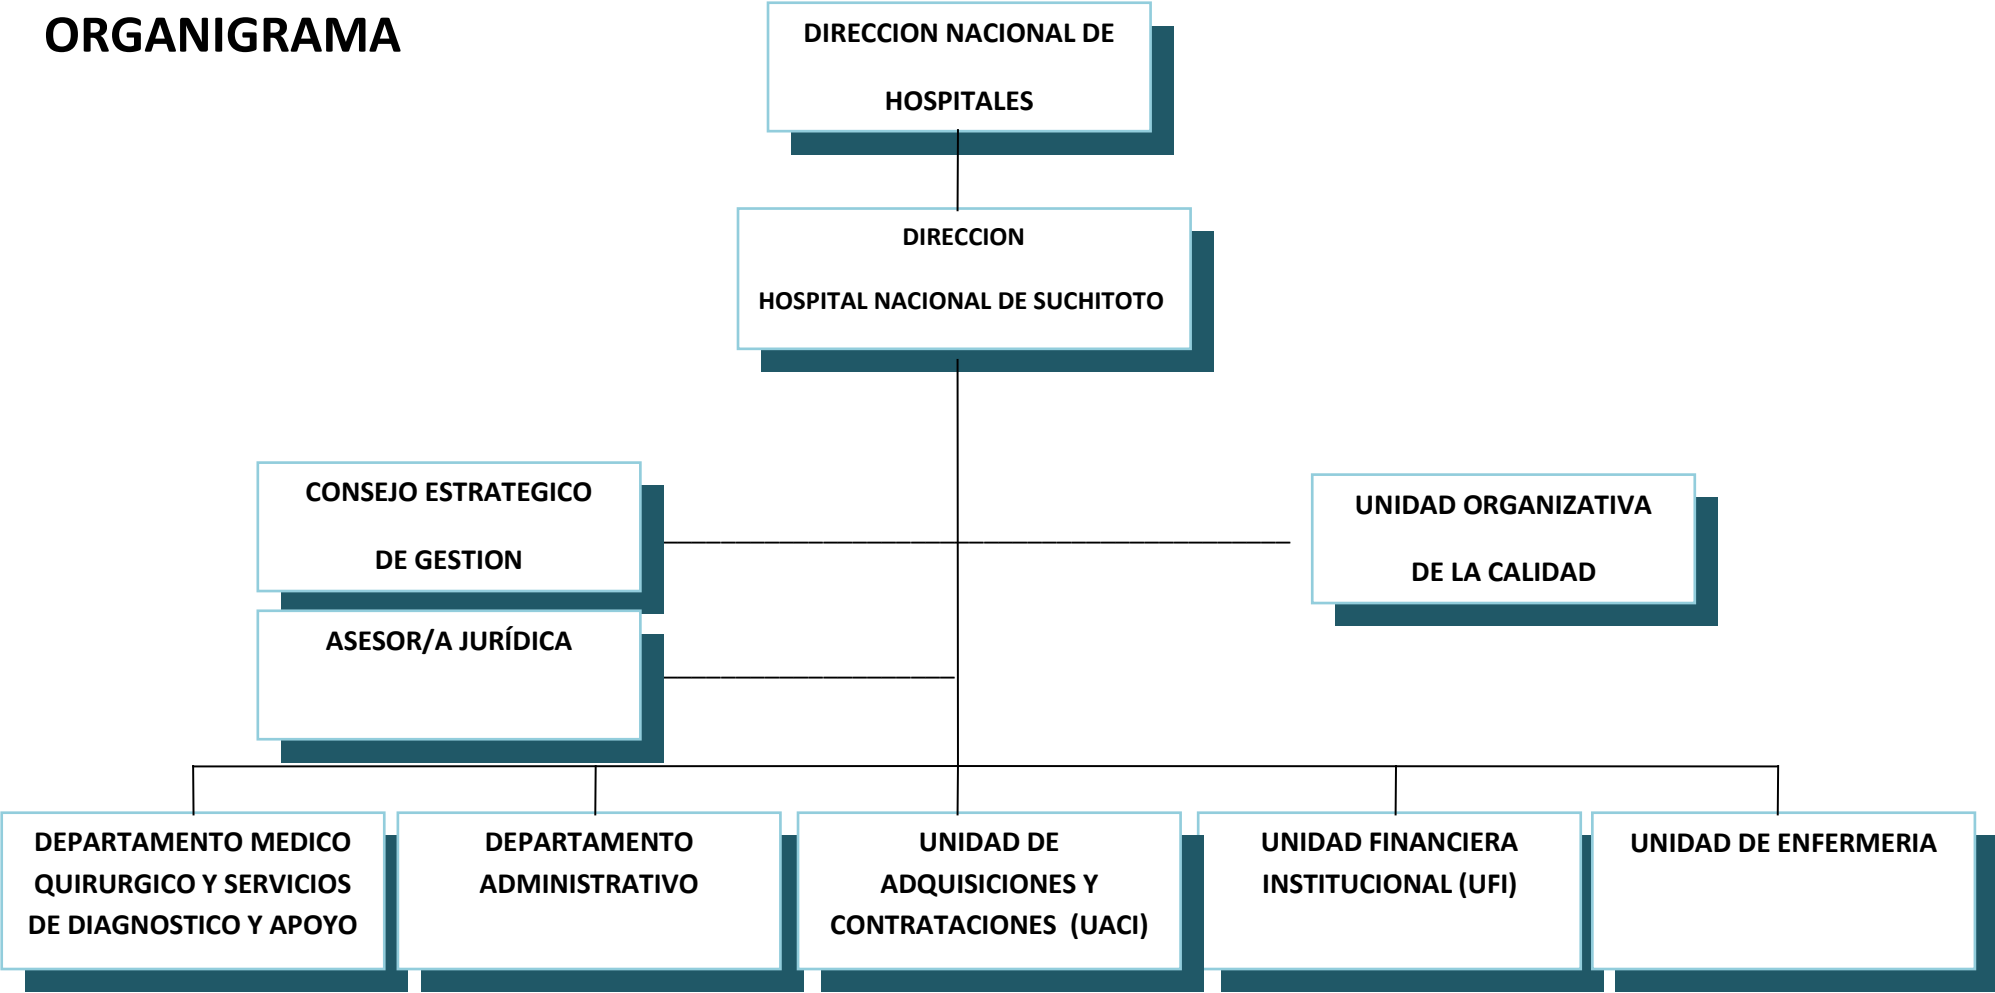 ORGANIGRAMA
DIRECCION NACIONAL DE
HOSPITALES
DIRECCION
HOSPITAL NACIONAL DE SUCHITOTO
CONSEJO ESTRATEGICO
DE GESTION
UNIDAD ORGANIZATIVA
DE LA CALIDAD
ASESOR/A JURÍDICA
DEPARTAMENTO MEDICO
QUIRURGICO Y SERVICIOS
DE DIAGNOSTICO Y APOYO
DEPARTAMENTO
ADMINISTRATIVO
UNIDAD DE
ADQUISICIONES Y
CONTRATACIONES (UACI)
UNIDAD FINANCIERA
INSTITUCIONAL (UFI)
UNIDAD DE ENFERMERIA